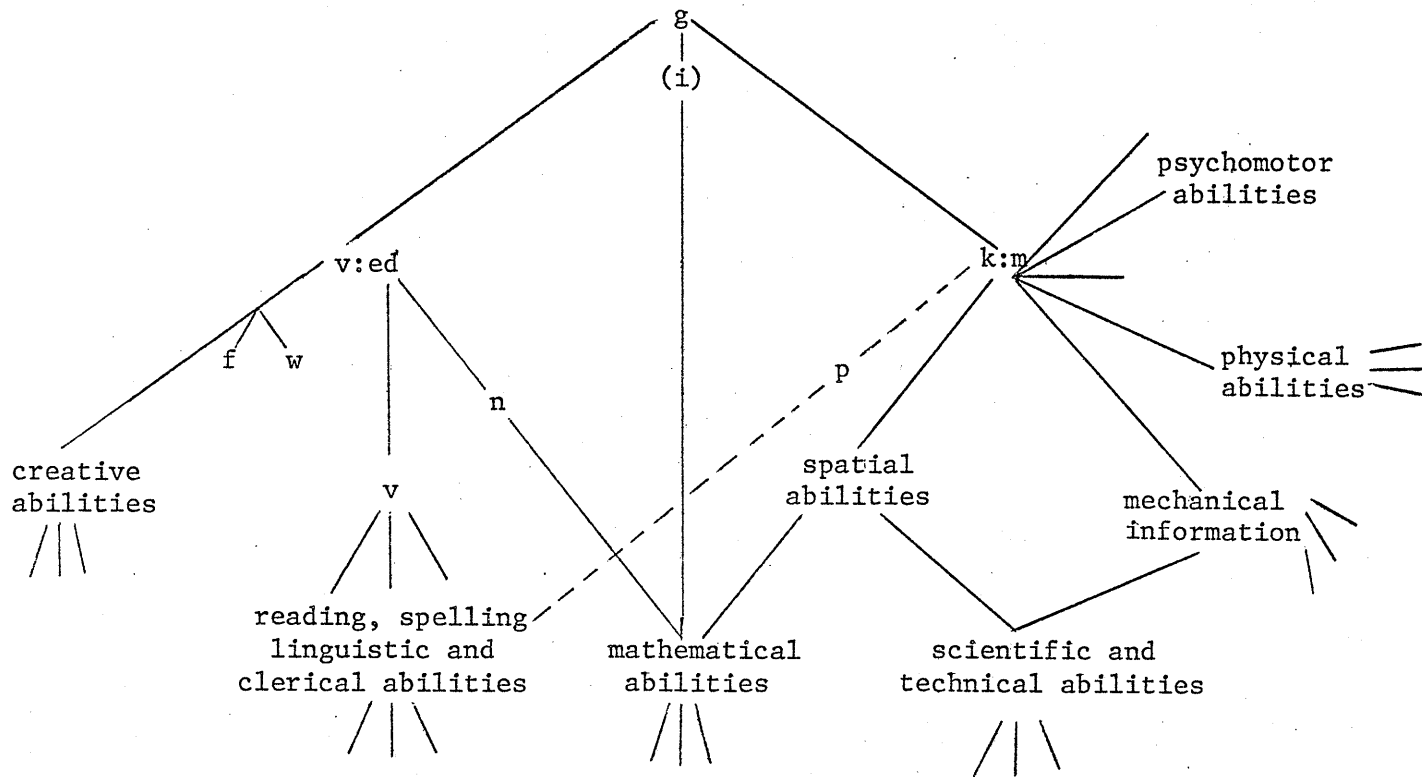 g
(i)
psychomotor
abilities
v:ed
k:m
f
w
physical
abilities
p
n
creative
abilities
spatial
abilities
v
mechanical
information
reading, spelling
linguistic and
clerical abilities
mathematical
abilities
scientific and
technical abilities